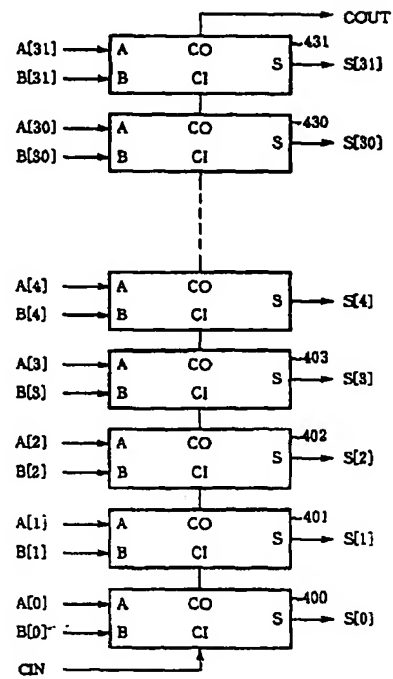 COUT
A[31] A CO 431
B[31] B CI S S[31]
A[30] A CO 430
B[30] B CI S S[30]
A[4] A CO
B[4] B CI S S[4]
A[3] A CO 403
B[3] B CI S S[3]
A[2] A CO 402
B[2] B CI S S[2]
A[1] A CO 401
B[1] B CI S S[1]
A[0] A CO 400
B[0] B CI S S[0]
CIN